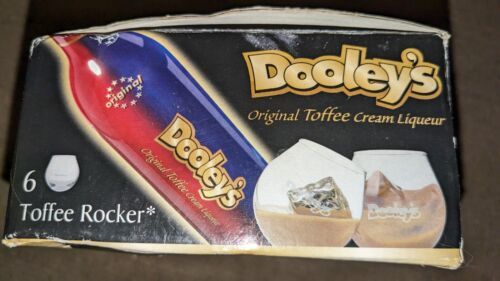 Dooley's
Original Toffee Cream Liqueur
original
Dooley's
Original Toffee Cream Liqueur
6
Toffee Rocker*
Dooley's